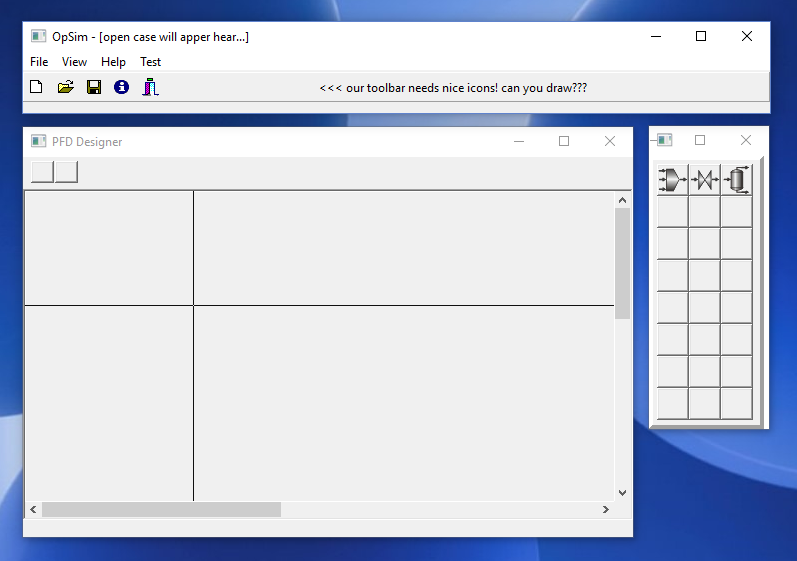 OpSim - [open case will apper hear...]
File View Help Test
<<< our toolbar needs nice icons! can you draw???
PFD Designer